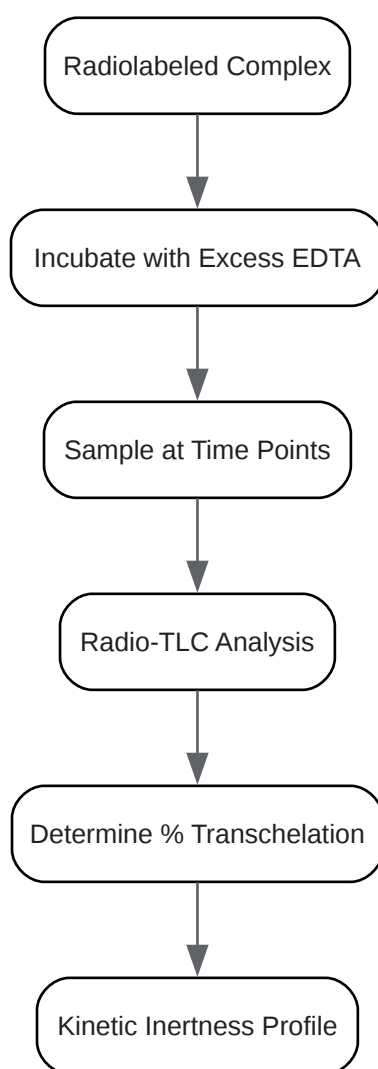 Radiolabeled Complex
Incubate with Excess EDTA
Sample at Time Points
Radio-TLC Analysis
Determine % Transchelation
Kinetic Inertness Profile